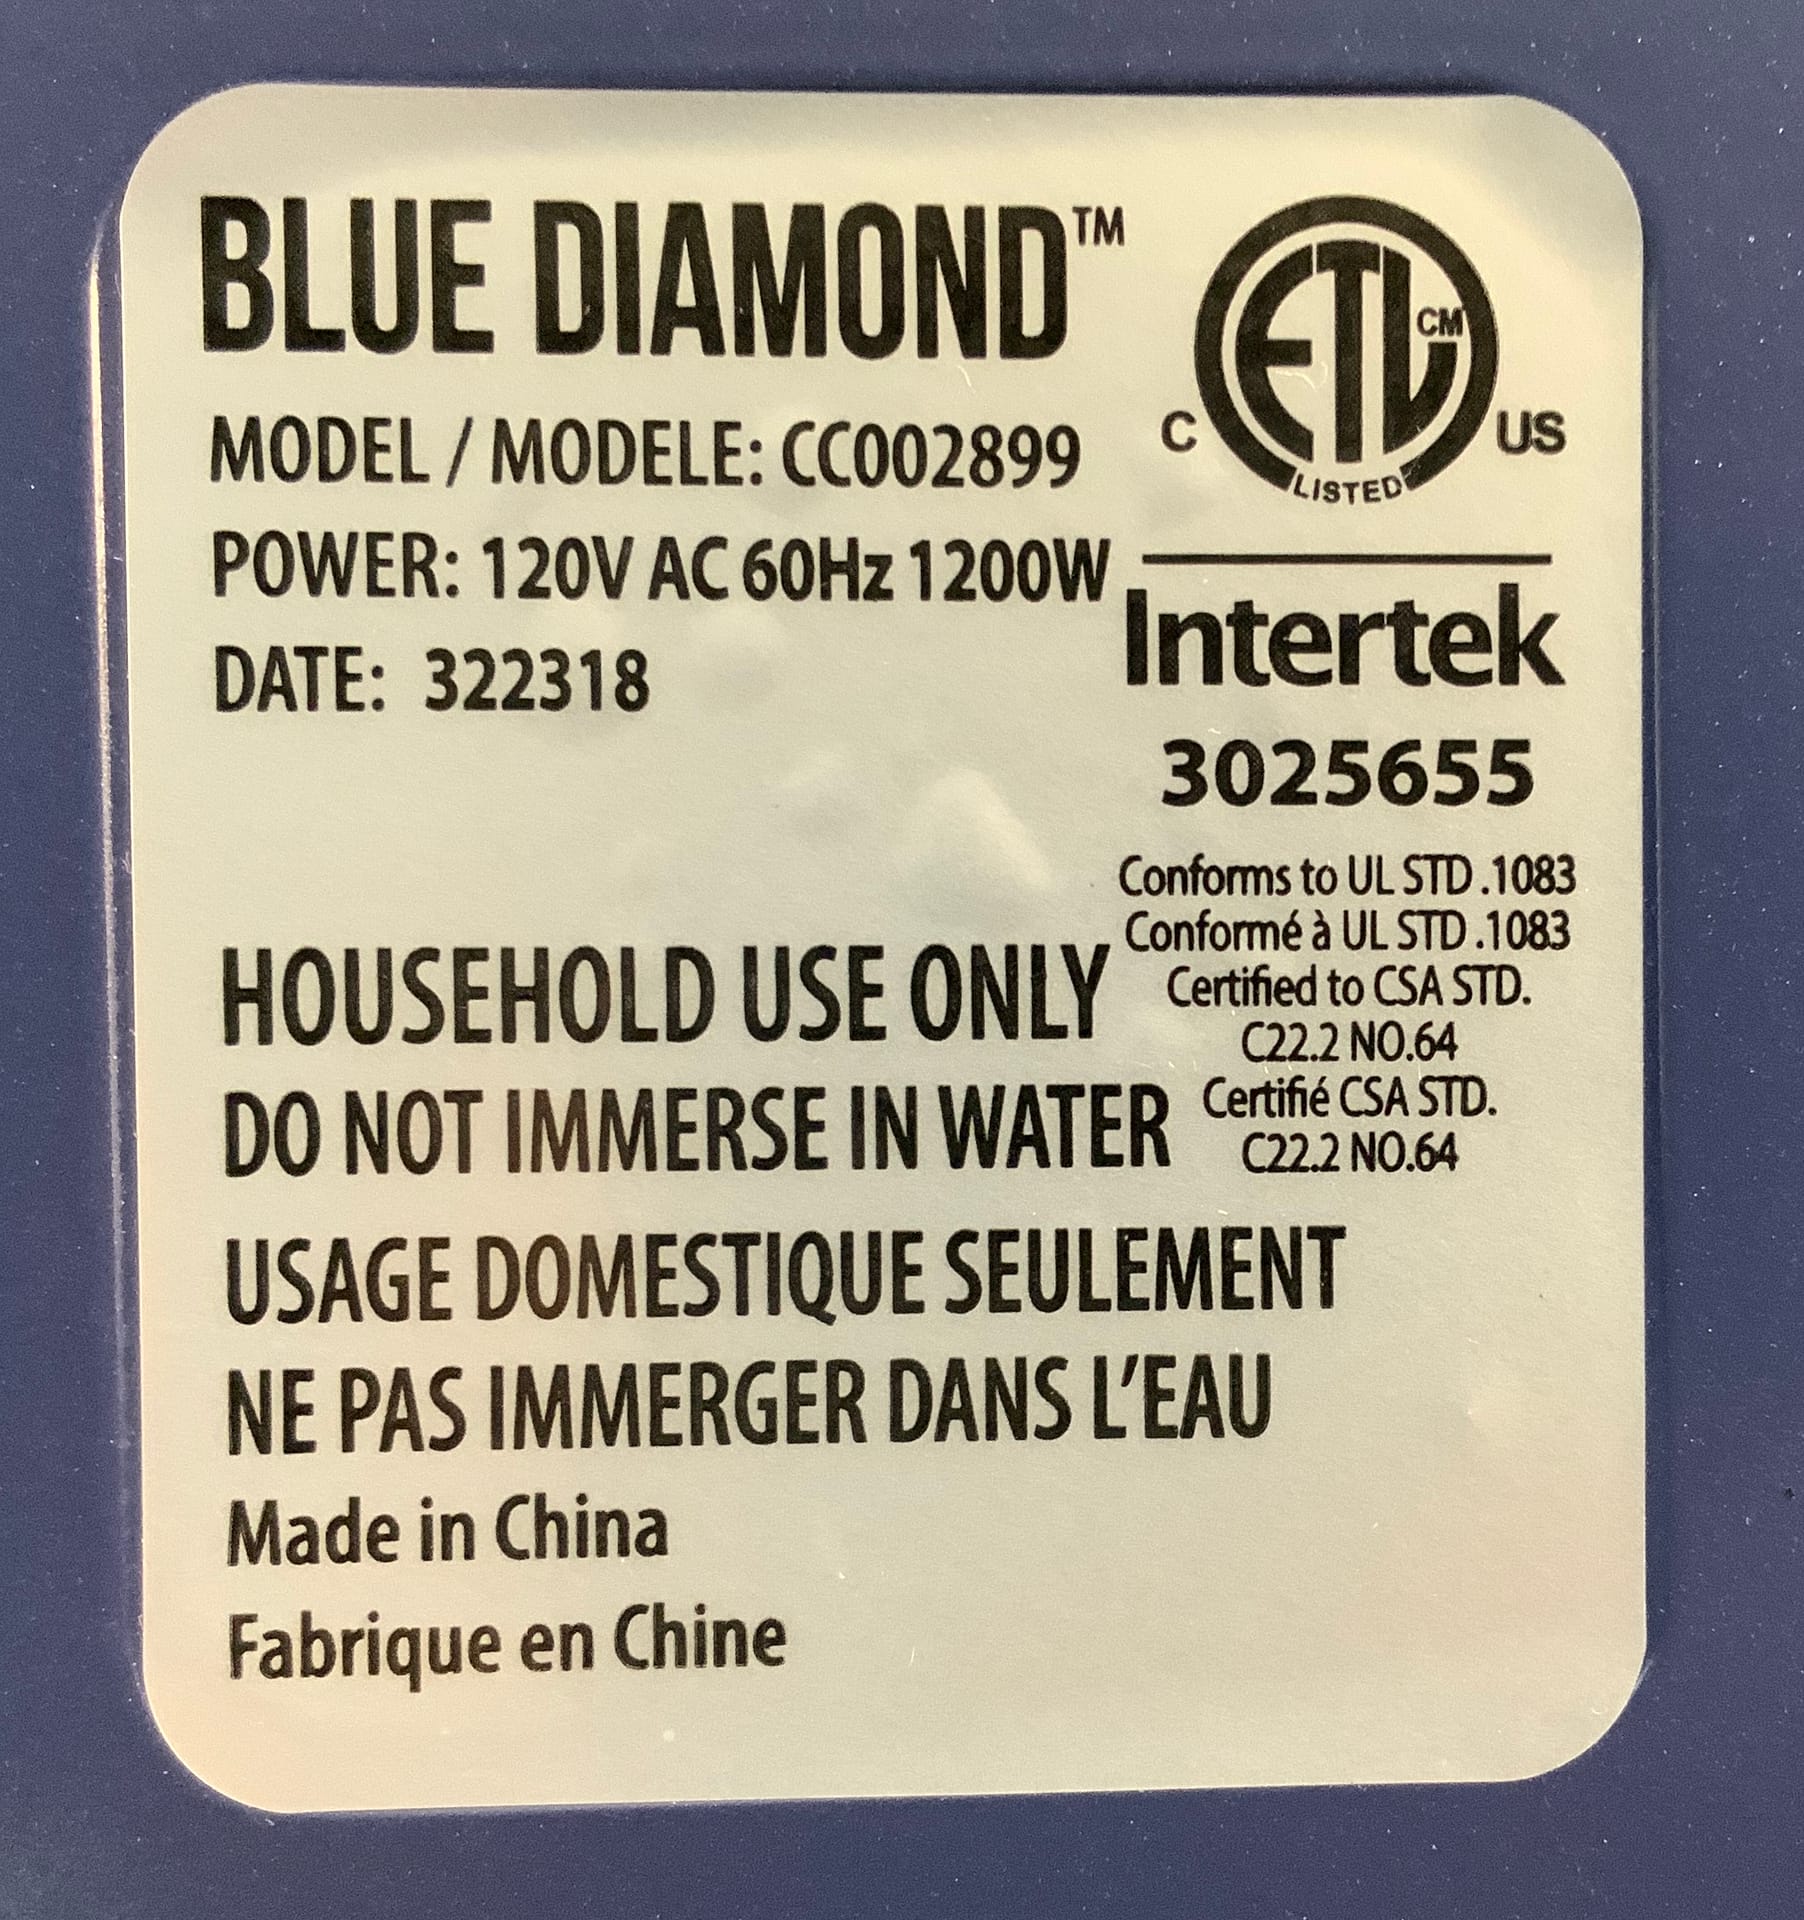 BLUE DIAMOND™
MODEL / MODELE: CC002899
POWER: 120V AC 60Hz 1200W
DATE: 322318
ETL CM
C US
LISTED
Intertek
3025655
Conforms to UL STD .1083
Conformé à UL STD .1083
Certified to CSA STD.
C22.2 NO.64
Certifié CSA STD.
C22.2 NO.64
HOUSEHOLD USE ONLY
DO NOT IMMERSE IN WATER
USAGE DOMESTIQUE SEULEMENT
NE PAS IMMERGER DANS L'EAU
Made in China
Fabrique en Chine